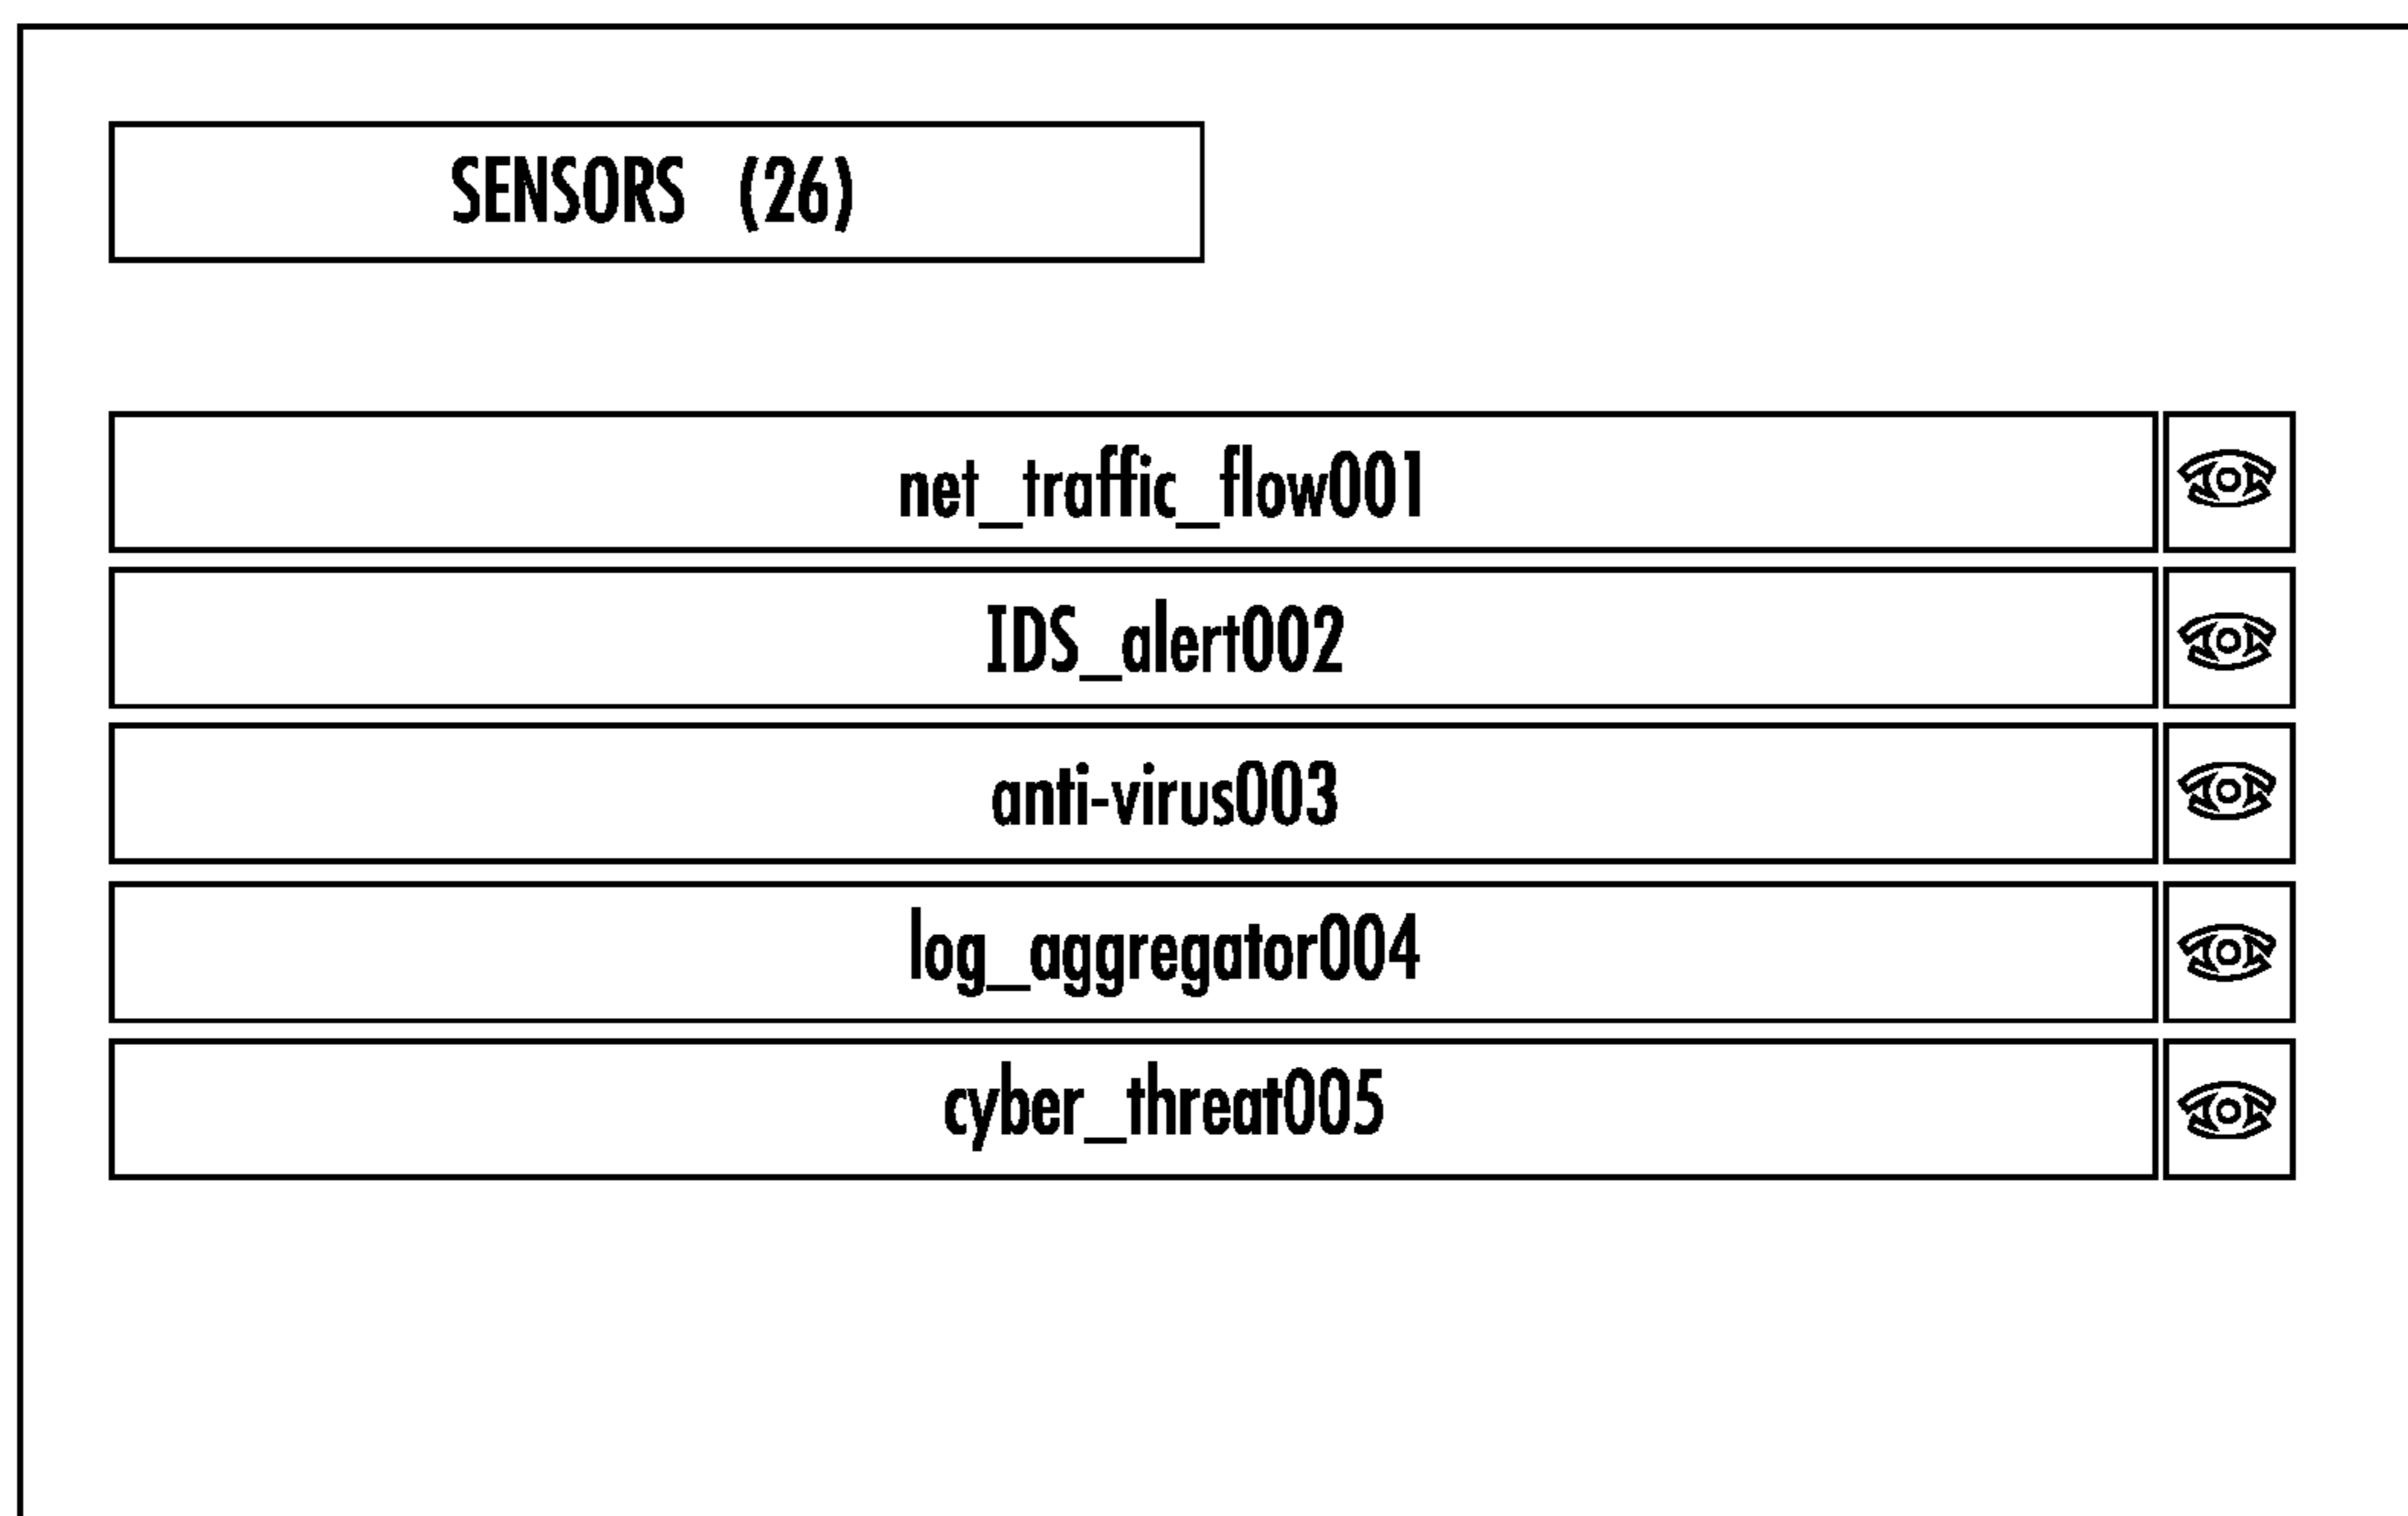 SENSORS (26)
net_traffic_flow001
IDS_alert002
anti-virus003
log_aggregator004
cyber_threat005